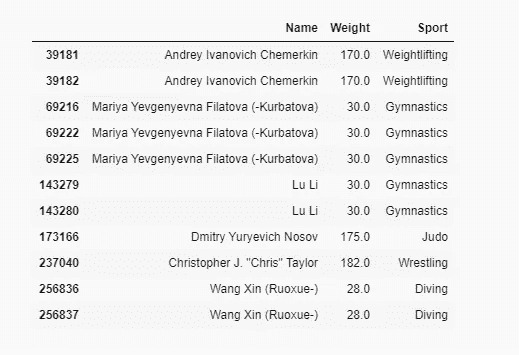 Name Weight Sport
39181 Andrey Ivanovich Chemerkin 170.0 Weightlifting
39182 Andrey Ivanovich Chemerkin 170.0 Weightlifting
69216 Mariya Yevgenyevna Filatova (-Kurbatova) 30.0 Gymnastics
69222 Mariya Yevgenyevna Filatova (-Kurbatova) 30.0 Gymnastics
69225 Mariya Yevgenyevna Filatova (-Kurbatova) 30.0 Gymnastics
143279 Lu Li 30.0 Gymnastics
143280 Lu Li 30.0 Gymnastics
173166 Dmitry Yuryevich Nosov 175.0 Judo
237040 Christopher J. "Chris" Taylor 182.0 Wrestling
256836 Wang Xin (Ruoxue-) 28.0 Diving
256837 Wang Xin (Ruoxue-) 28.0 Diving